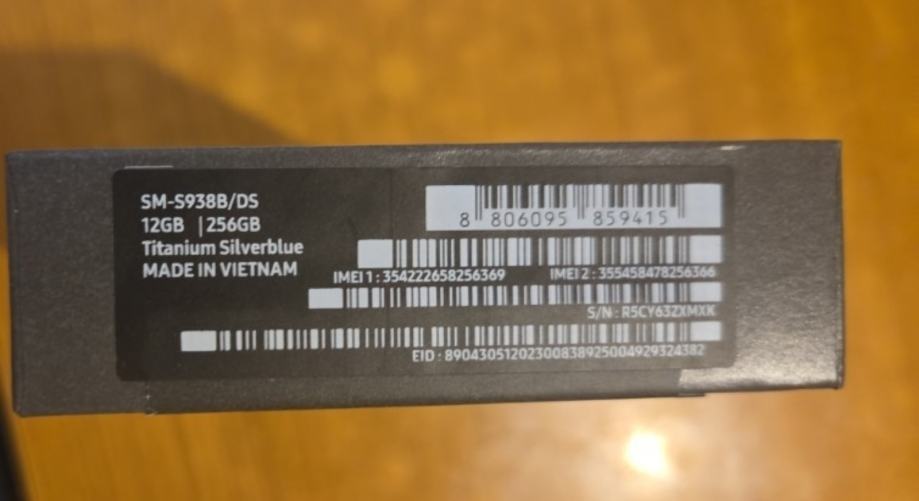 SM-S938B/DS
12GB | 256GB
Titanium Silverblue
MADE IN VIETNAM
8 806095 859415
IMEI 1 : 354222658256369 IMEI 2 : 355458478256366
S/N : R5CY63ZXMXK
EID : 89043051202300838925004929324382